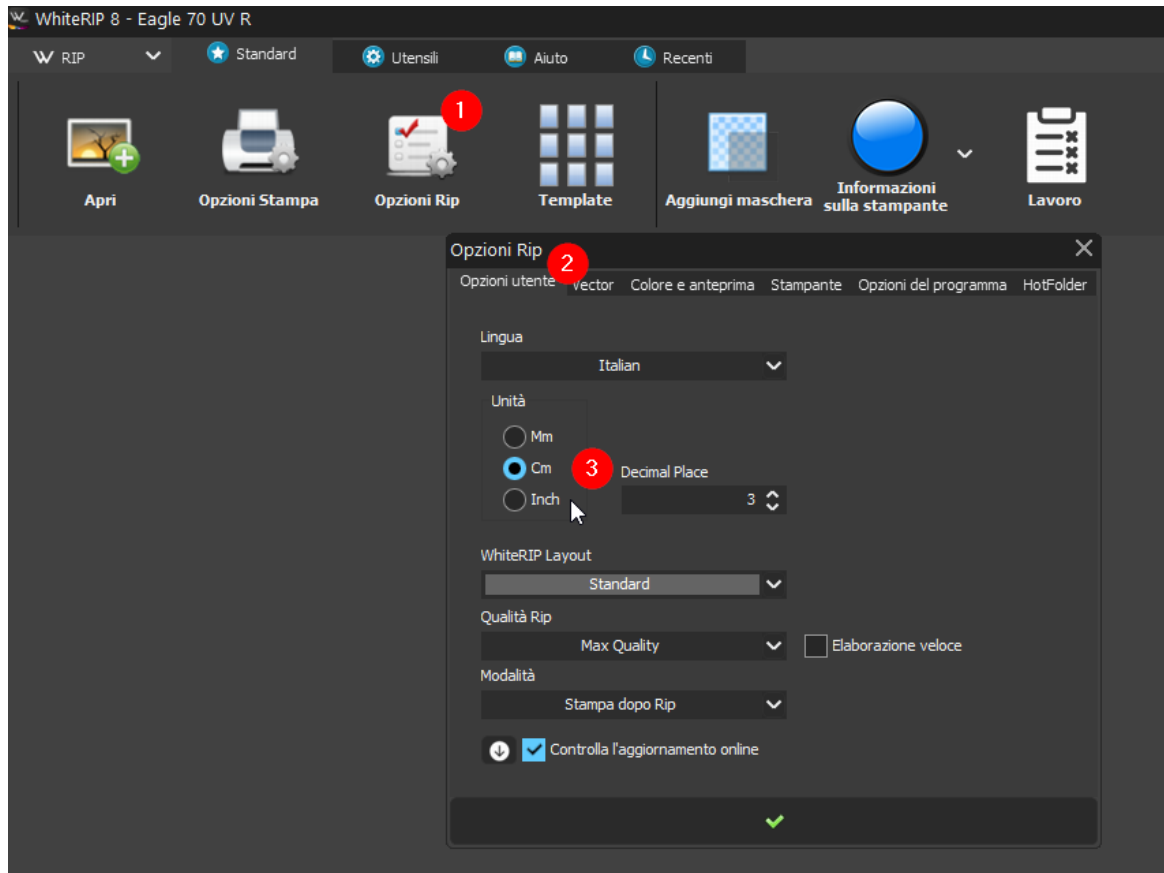 WhiteRIP 8 - Eagle 70 UV R
RIP
Standard
Utensili
Aiuto
Recenti
1
Apri
Opzioni Stampa
Opzioni Rip
Template
Aggiungi maschera
Informazioni
sulla stampante
Lavoro
Opzioni Rip
2
Opzioni utente
Vector
Colore e anteprima
Stampante
Opzioni del programma
HotFolder
Lingua
Italian
Unità
Mm
Cm
3
Decimal Place
3
Inch
WhiteRIP Layout
Standard
Qualità Rip
Max Quality
Elaborazione veloce
Modalità
Stampa dopo Rip
Controlla l'aggiornamento online